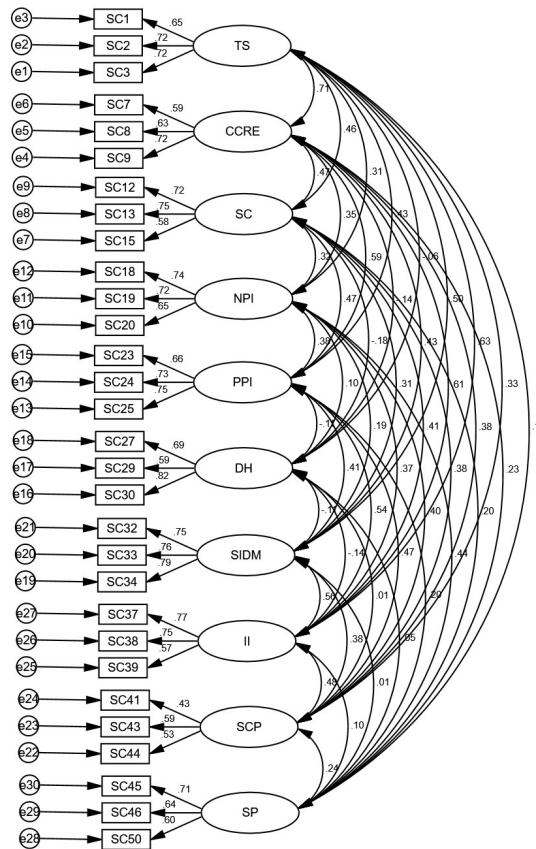 e3 SC1 .65
e2 SC2 .72 TS
e1 SC3 .72
.71
e6 SC7 .59
e5 SC8 .63 CCRE .46
e4 SC9 .72
.47 .31
e9 SC12 .72
e8 SC13 .75 SC .35 .43
e7 SC15 .58
.32 .59 -.06
e12 SC18 .74
e11 SC19 .72 NPI .47 -.14 .50
e10 SC20 .65
.38 -.18 .43 .63
e15 SC23 .66
e14 SC24 .73 PPI .10 .31 .61 .33
e13 SC25 .75
.19 .41 .38
e18 SC27 .69
e17 SC29 .59 DH .41 .37 .38 .23
e16 SC30 .82
.54 .40 .20
e21 SC32 .75
e20 SC33 .76 SIDM -.14 .47 .44
e19 SC34 .79
.56 .01 .20
e27 SC37 .77
e26 SC38 .75 II .38 .05
e25 SC39 .57
.48 .01
e24 SC41 .43
e23 SC43 .59 SCP .10
e22 SC44 .53
.24
e30 SC45 .71
e29 SC46 .64 SP
e28 SC50 .60